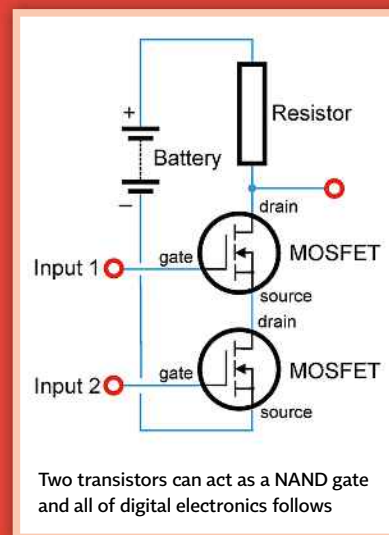 +
Resistor
Battery
–
drain
gate
MOSFET
Input 1
source
drain
gate
MOSFET
Input 2
source
Two transistors can act as a NAND gate
and all of digital electronics follows